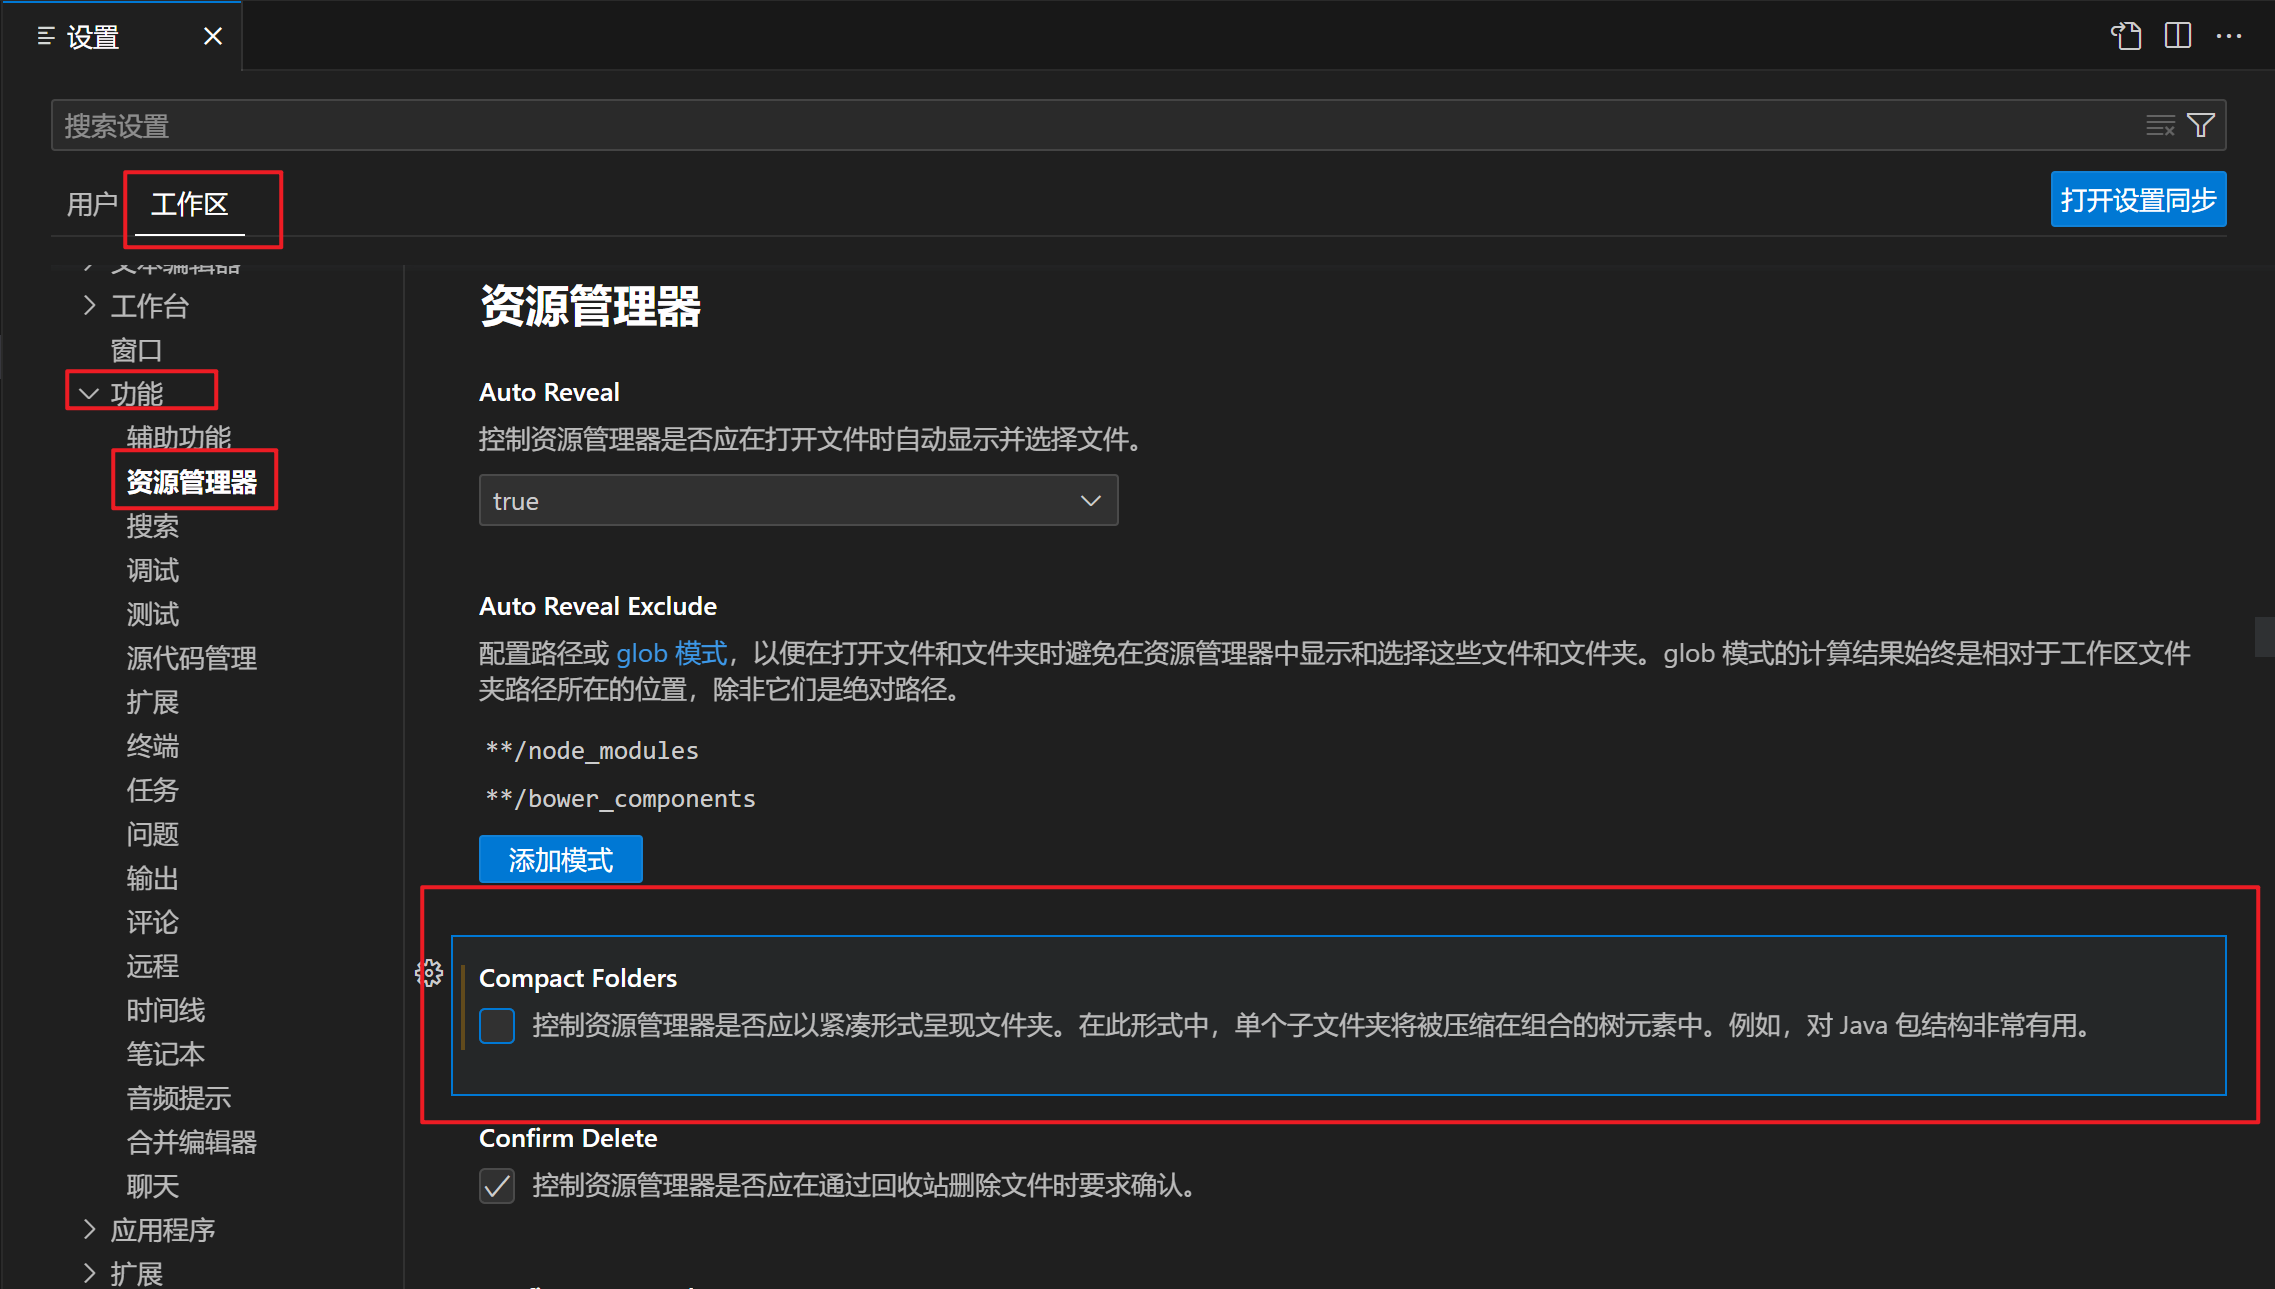 设置
搜索设置
用户 工作区
打开设置同步
文本编辑器
工作台
窗口
功能
辅助功能
资源管理器
搜索
调试
测试
源代码管理
扩展
终端
任务
问题
输出
评论
远程
时间线
笔记本
音频提示
合并编辑器
聊天
应用程序
扩展
资源管理器
Auto Reveal
控制资源管理器是否应在打开文件时自动显示并选择文件。
true
Auto Reveal Exclude
配置路径或 glob 模式，以便在打开文件和文件夹时避免在资源管理器中显示和选择这些文件和文件夹。glob 模式的计算结果始终是相对于工作区文件
夹路径所在的位置，除非它们是绝对路径。
**/node_modules
**/bower_components
添加模式
Compact Folders
控制资源管理器是否应以紧凑形式呈现文件夹。在此形式中，单个子文件夹将被压缩在组合的树元素中。例如，对 Java 包结构非常有用。
Confirm Delete
控制资源管理器是否应在通过回收站删除文件时要求确认。